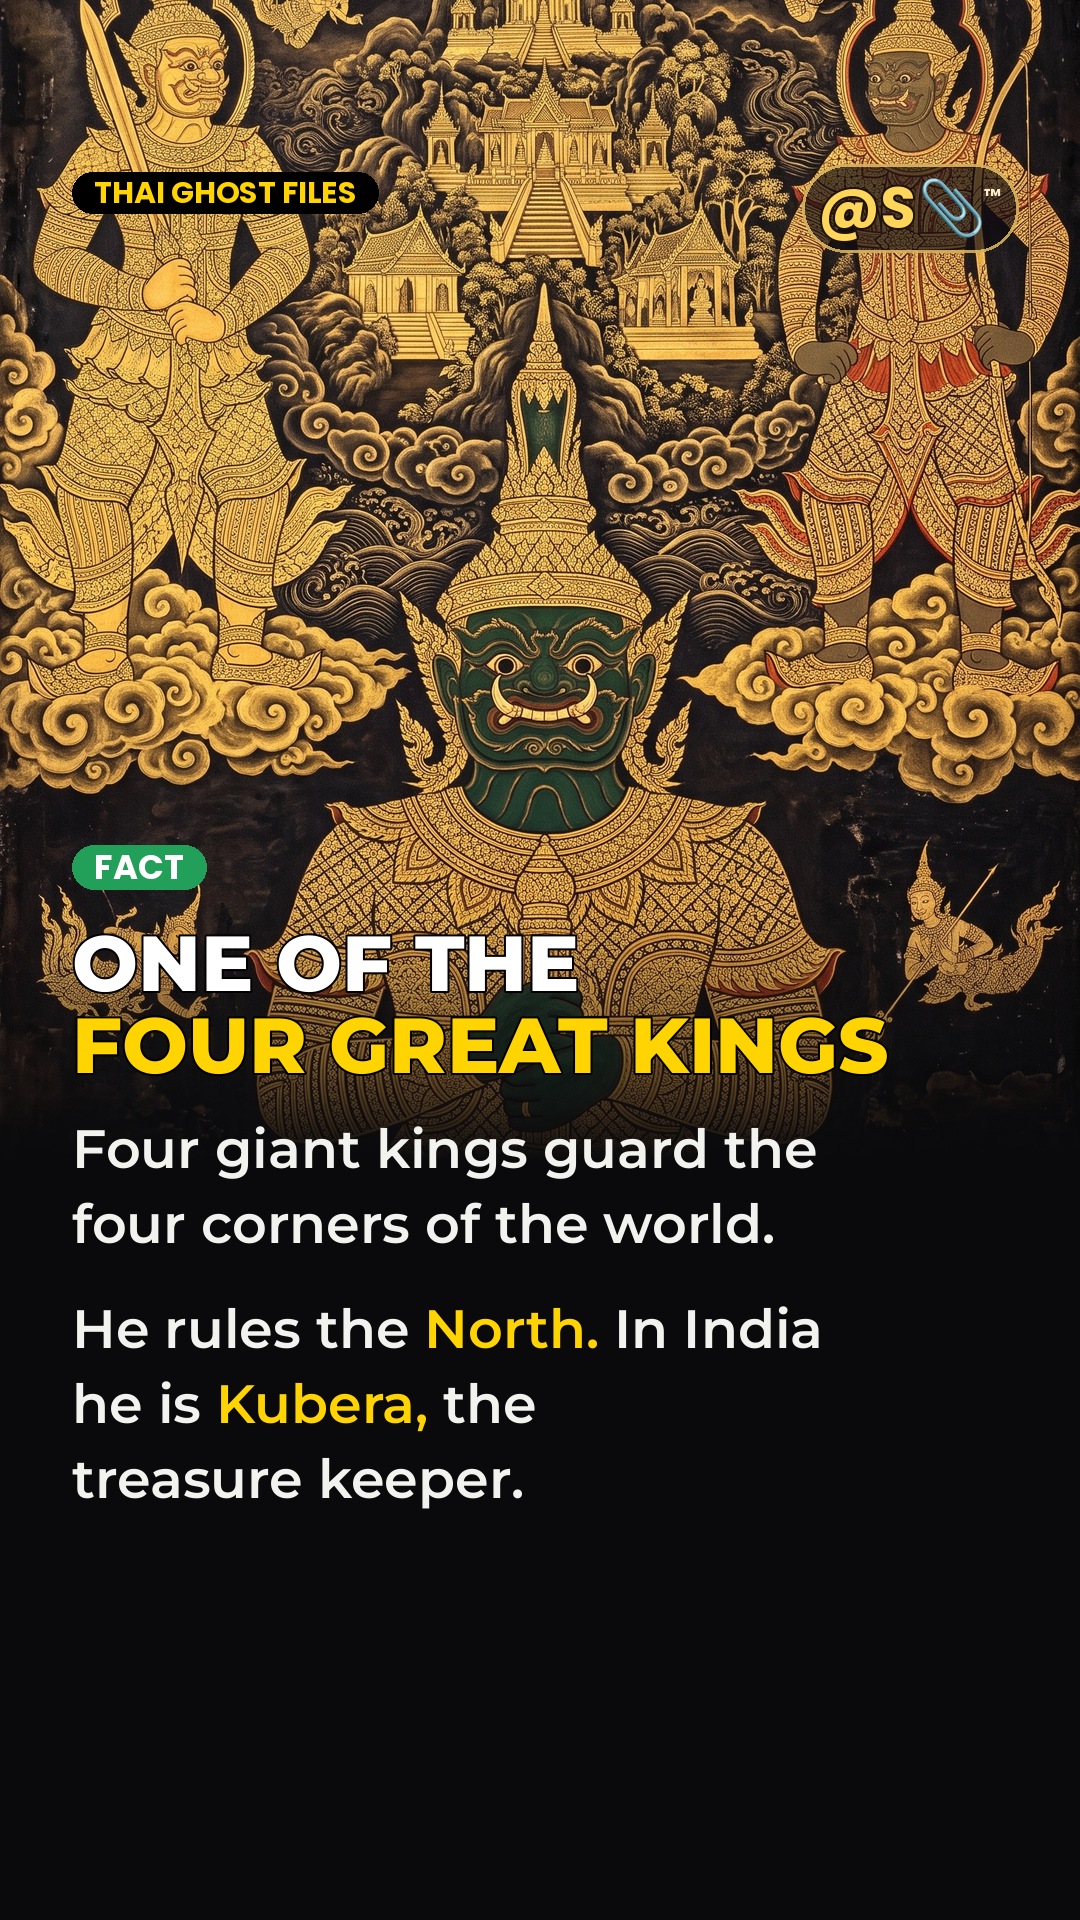 THAI GHOST FILES
@S📎™
FACT
ONE OF THE
FOUR GREAT KINGS
Four giant kings guard the
four corners of the world.
He rules the North. In India
he is Kubera, the
treasure keeper.